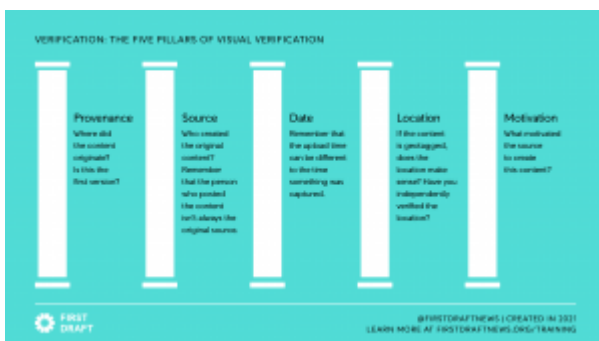 VERIFICATION: THE FIVE PILLARS OF VISUAL VERIFICATION
Provenance
Where did
the content
originate?
Is this the
first version?
Source
Who created
the original
content?
Remember
that the person
who posted
the content
isn't always the
original source.
Date
Remember that
the upload time
can be different
to the time
something was
captured.
Location
If the content
is geotagged,
does the
location make
sense? Have you
independently
verified the
location?
Motivation
What motivated
the source
to create
this content?
FIRST
DRAFT
@FIRSTDRAFTNEWS | CREATED IN 2021
LEARN MORE AT FIRSTDRAFTNEWS.ORG/TRAINING